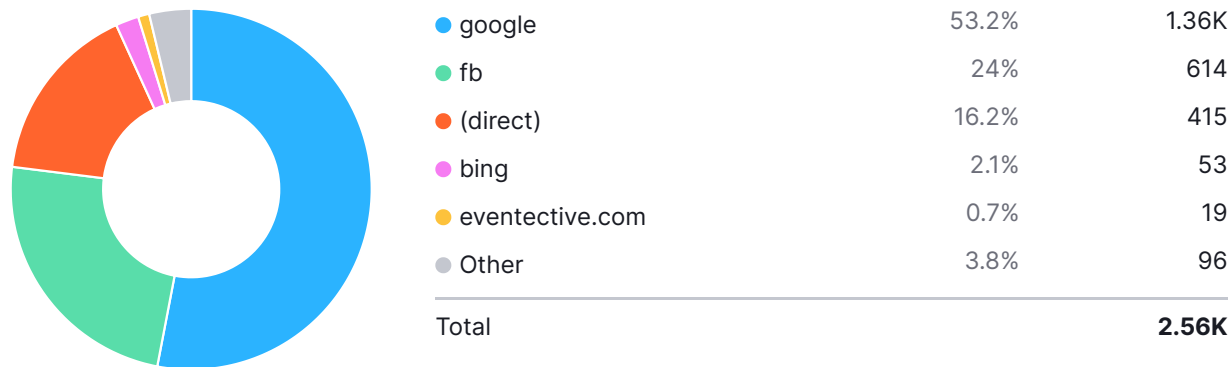 google 53.2% 1.36K
fb 24% 614
(direct) 16.2% 415
bing 2.1% 53
eventective.com 0.7% 19
Other 3.8% 96
Total 2.56K